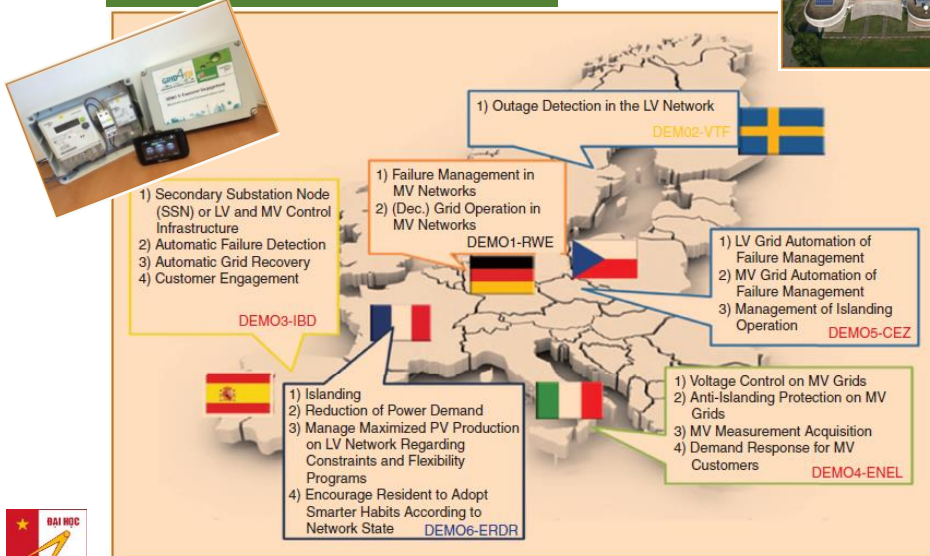 GRID4EU
1) Outage Detection in the LV Network
DEM02-VTF
1) Failure Management in
MV Networks
2) (Dec.) Grid Operation in
MV Networks
DEMO1-RWE
1) Secondary Substation Node
(SSN) or LV and MV Control
Infrastructure
2) Automatic Failure Detection
3) Automatic Grid Recovery
4) Customer Engagement
DEMO3-IBD
1) LV Grid Automation of
Failure Management
2) MV Grid Automation of
Failure Management
3) Management of Islanding
Operation
DEMO5-CEZ
1) Islanding
2) Reduction of Power Demand
3) Manage Maximized PV Production
on LV Network Regarding
Constraints and Flexibility
Programs
4) Encourage Resident to Adopt
Smarter Habits According to
Network State
DEMO6-ERDR
1) Voltage Control on MV Grids
2) Anti-Islanding Protection on MV
Grids
3) MV Measurement Acquisition
4) Demand Response for MV
Customers
DEMO4-ENEL
ĐẠI HỌC